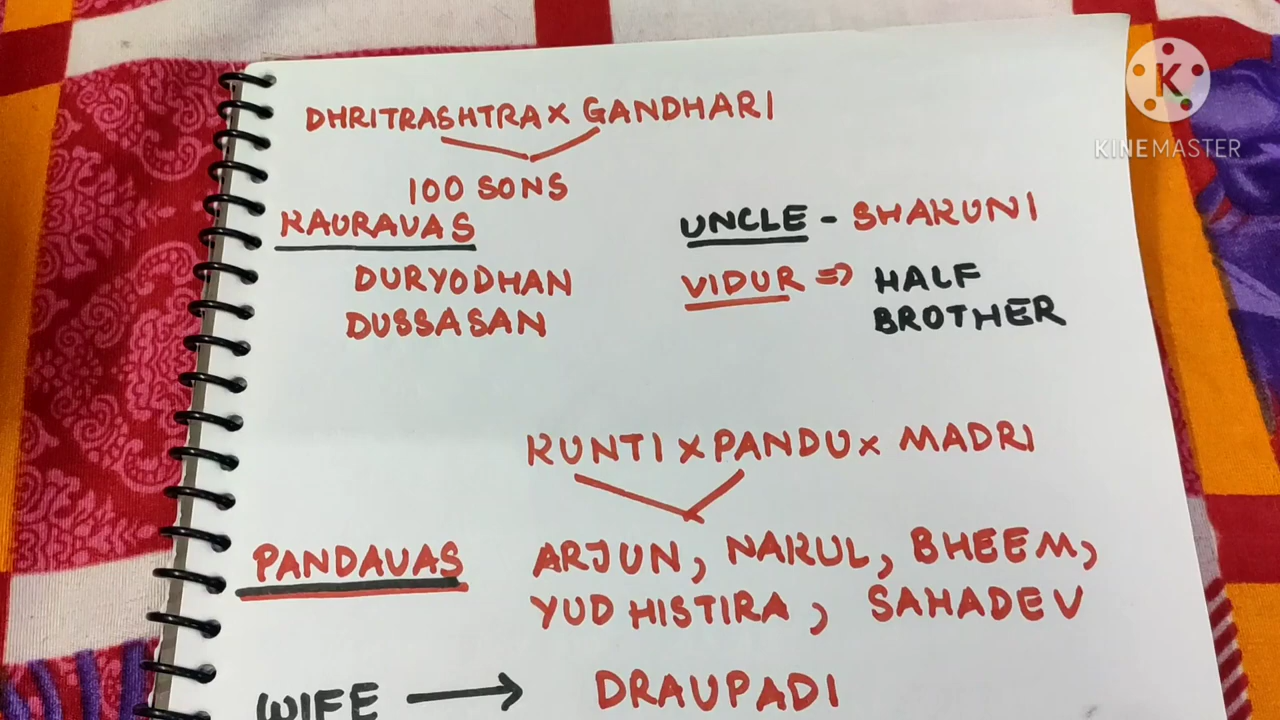 DHRITRASHTRA x GANDHARI
100 SONS
KAURAVAS
DURYODHAN
DUSSASAN
UNCLE - SHAKUNI
VIDUR => HALF
BROTHER
KUNTI x PANDU x MADRI
PANDAVAS
ARJUN, NAKUL, BHEEM,
YUDHISTIRA, SAHADEV
WIFE → DRAUPADI
K
KINEMASTER